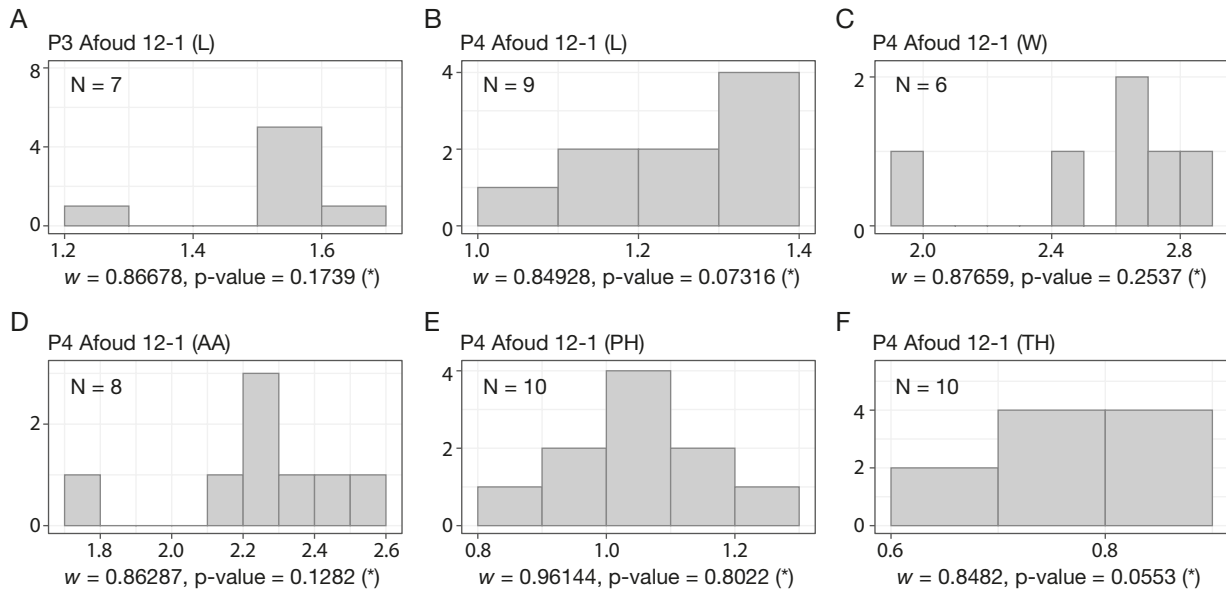 A
P3 Afoud 12-1 (L)
8
N = 7
4
0
1.2 1.4 1.6
w = 0.86678, p-value = 0.1739 (*)
B
P4 Afoud 12-1 (L)
4
N = 9
2
0
1.0 1.2 1.4
w = 0.84928, p-value = 0.07316 (*)
C
P4 Afoud 12-1 (W)
2
N = 6
1
0
2.0 2.4 2.8
w = 0.87659, p-value = 0.2537 (*)
D
P4 Afoud 12-1 (AA)
N = 8
2
0
1.8 2.0 2.2 2.4 2.6
w = 0.86287, p-value = 0.1282 (*)
E
P4 Afoud 12-1 (PH)
4
N = 10
2
0
0.8 1.0 1.2
w = 0.96144, p-value = 0.8022 (*)
F
P4 Afoud 12-1 (TH)
N = 10
4
2
0
0.6 0.8
w = 0.8482, p-value = 0.0553 (*)